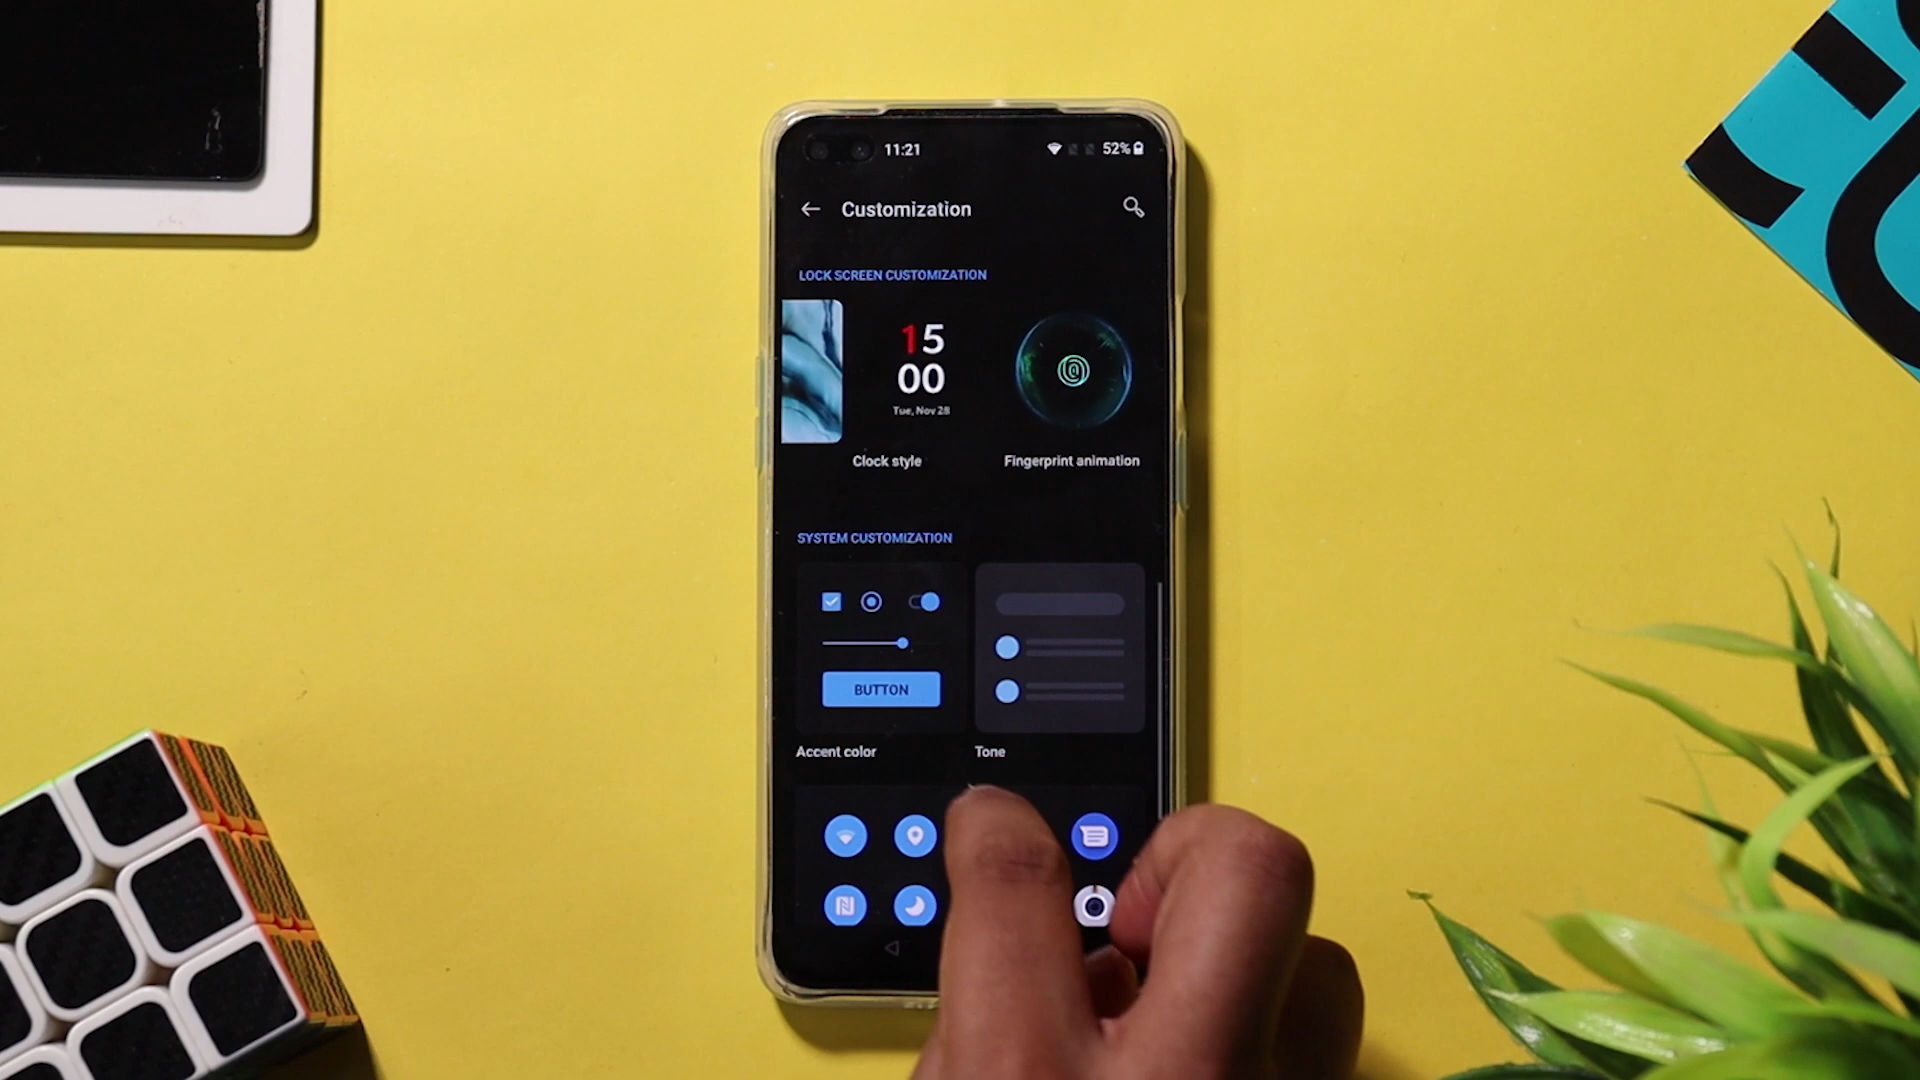 11:21
52%
Customization
LOCK SCREEN CUSTOMIZATION
15
00
Tue, Nov 28
Clock style
Fingerprint animation
SYSTEM CUSTOMIZATION
BUTTON
Accent color
Tone